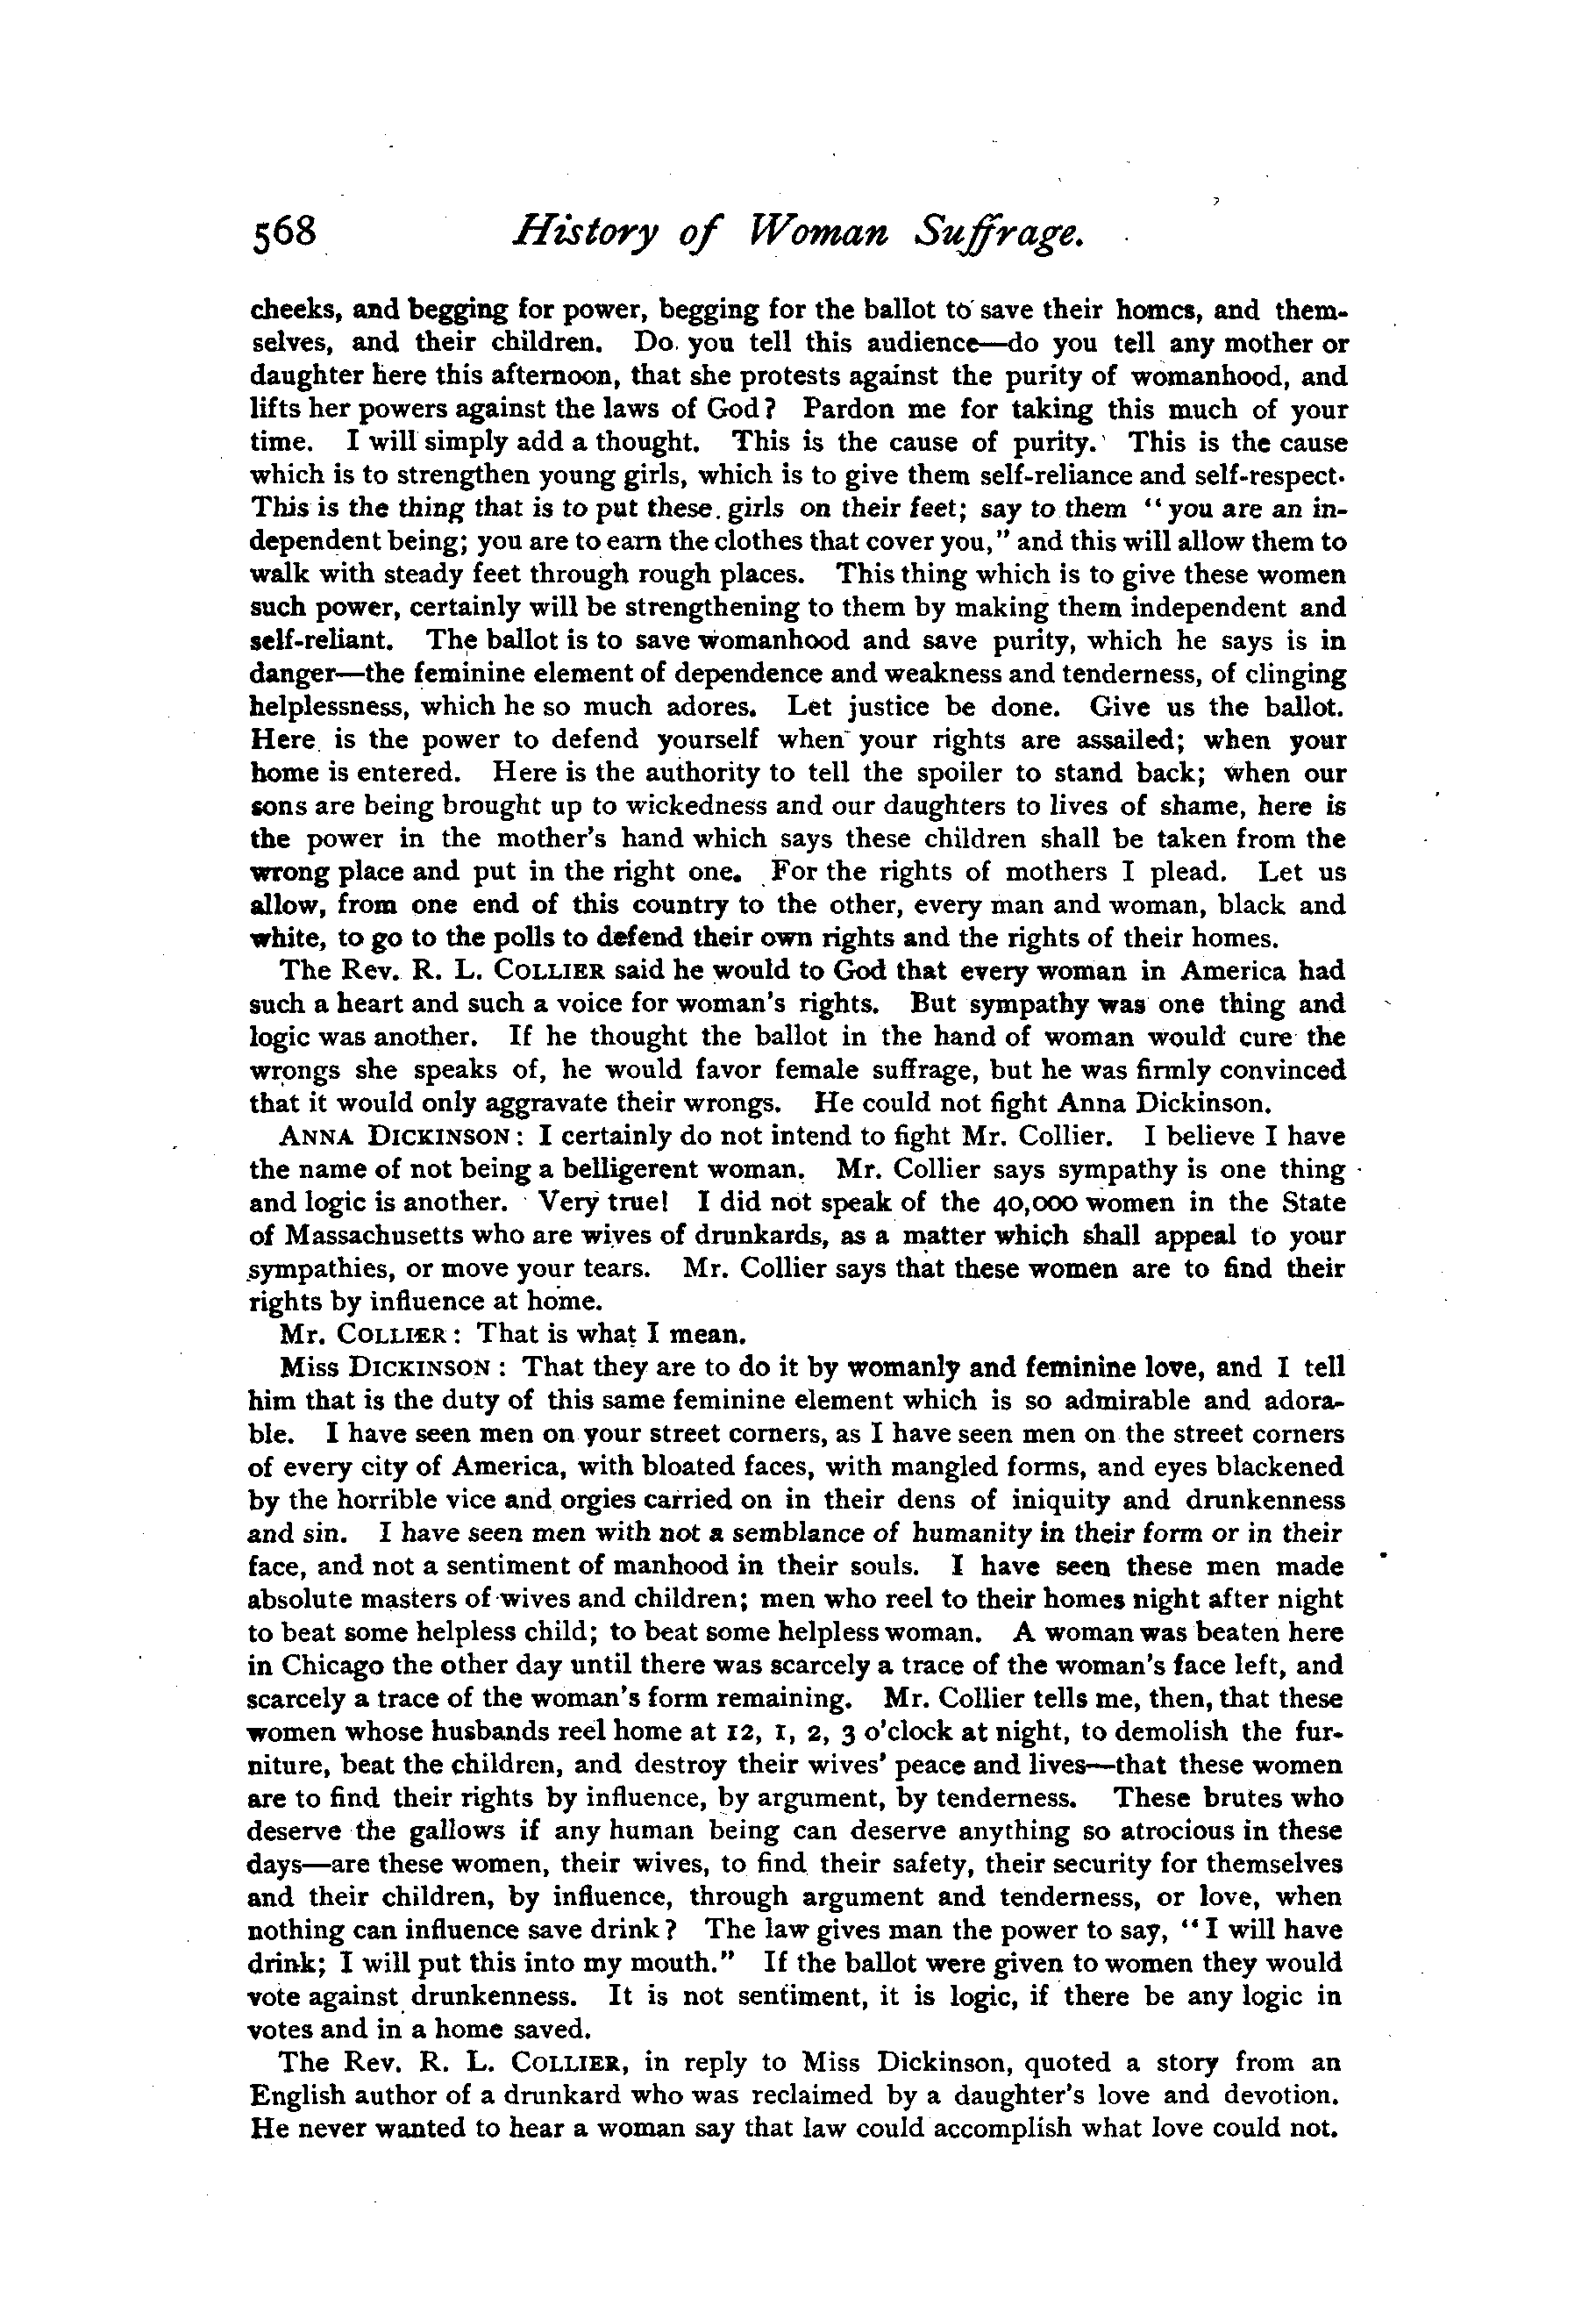 568 History of Woman Suffrage.
cheeks, and begging for power, begging for the ballot to save their homes, and them-
selves, and their children. Do you tell this audience—do you tell any mother or
daughter here this afternoon, that she protests against the purity of womanhood, and
lifts her powers against the laws of God? Pardon me for taking this much of your
time. I will simply add a thought. This is the cause of purity. This is the cause
which is to strengthen young girls, which is to give them self-reliance and self-respect.
This is the thing that is to put these girls on their feet; say to them "you are an in-
dependent being; you are to earn the clothes that cover you," and this will allow them to
walk with steady feet through rough places. This thing which is to give these women
such power, certainly will be strengthening to them by making them independent and
self-reliant. The ballot is to save womanhood and save purity, which he says is in
danger—the feminine element of dependence and weakness and tenderness, of clinging
helplessness, which he so much adores. Let justice be done. Give us the ballot.
Here is the power to defend yourself when your rights are assailed; when your
home is entered. Here is the authority to tell the spoiler to stand back; when our
sons are being brought up to wickedness and our daughters to lives of shame, here is
the power in the mother's hand which says these children shall be taken from the
wrong place and put in the right one. For the rights of mothers I plead. Let us
allow, from one end of this country to the other, every man and woman, black and
white, to go to the polls to defend their own rights and the rights of their homes.
The Rev. R. L. COLLIER said he would to God that every woman in America had
such a heart and such a voice for woman's rights. But sympathy was one thing and
logic was another. If he thought the ballot in the hand of woman would cure the
wrongs she speaks of, he would favor female suffrage, but he was firmly convinced
that it would only aggravate their wrongs. He could not fight Anna Dickinson.
ANNA DICKINSON: I certainly do not intend to fight Mr. Collier. I believe I have
the name of not being a belligerent woman. Mr. Collier says sympathy is one thing
and logic is another. Very true! I did not speak of the 40,000 women in the State
of Massachusetts who are wives of drunkards, as a matter which shall appeal to your
sympathies, or move your tears. Mr. Collier says that these women are to find their
rights by influence at home.
Mr. COLLIER: That is what I mean.
Miss DICKINSON: That they are to do it by womanly and feminine love, and I tell
him that is the duty of this same feminine element which is so admirable and adora-
ble. I have seen men on your street corners, as I have seen men on the street corners
of every city of America, with bloated faces, with mangled forms, and eyes blackened
by the horrible vice and orgies carried on in their dens of iniquity and drunkenness
and sin. I have seen men with not a semblance of humanity in their form or in their
face, and not a sentiment of manhood in their souls. I have seen these men made
absolute masters of wives and children; men who reel to their homes night after night
to beat some helpless child; to beat some helpless woman. A woman was beaten here
in Chicago the other day until there was scarcely a trace of the woman's face left, and
scarcely a trace of the woman's form remaining. Mr. Collier tells me, then, that these
women whose husbands reel home at 12, 1, 2, 3 o'clock at night, to demolish the fur-
niture, beat the children, and destroy their wives' peace and lives—that these women
are to find their rights by influence, by argument, by tenderness. These brutes who
deserve the gallows if any human being can deserve anything so atrocious in these
days—are these women, their wives, to find their safety, their security for themselves
and their children, by influence, through argument and tenderness, or love, when
nothing can influence save drink? The law gives man the power to say, "I will have
drink; I will put this into my mouth." If the ballot were given to women they would
vote against drunkenness. It is not sentiment, it is logic, if there be any logic in
votes and in a home saved.
The Rev. R. L. COLLIER, in reply to Miss Dickinson, quoted a story from an
English author of a drunkard who was reclaimed by a daughter's love and devotion.
He never wanted to hear a woman say that law could accomplish what love could not.